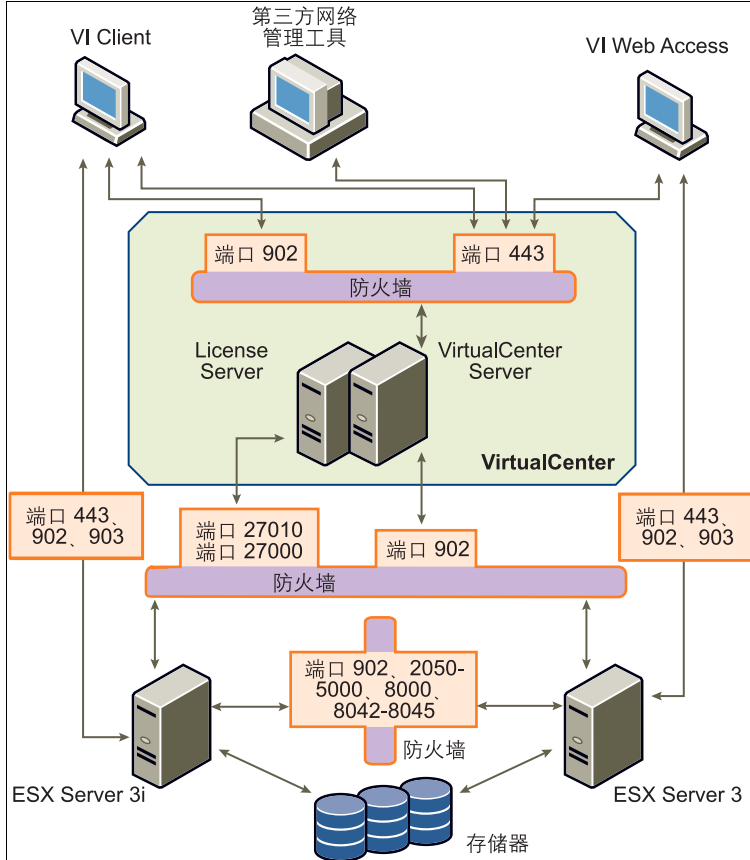 VI Client
第三方网络
管理工具
VI Web Access
端口 902
端口 443
防火墙
License
Server
VirtualCenter
Server
VirtualCenter
端口 443、
902、903
端口 27010
端口 27000
端口 902
端口 443、
902、903
防火墙
端口 902、2050-
5000、8000、
8042-8045
防火墙
ESX Server 3i
ESX Server 3
存储器